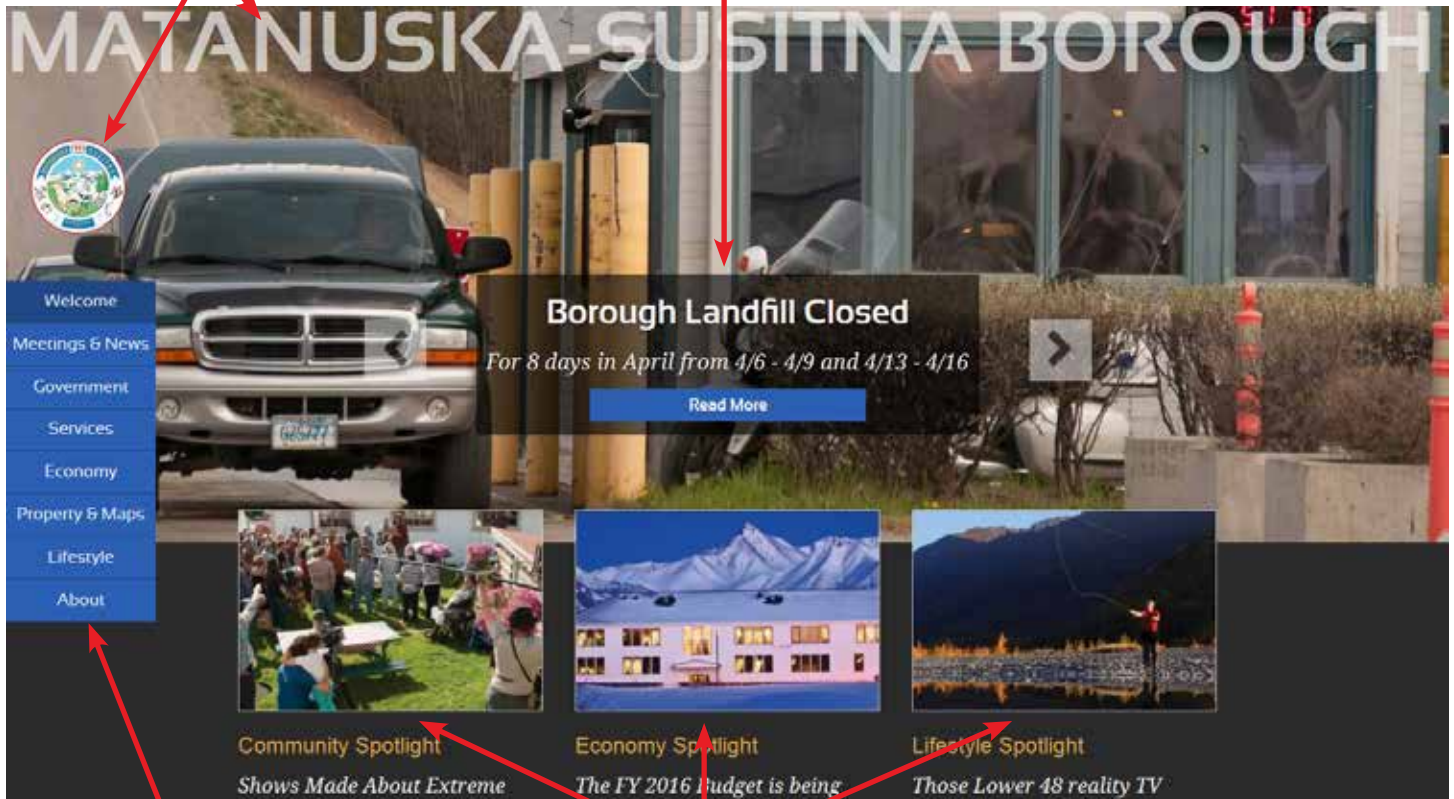 MATANUSKA-SUSITNA BOROUGH
Welcome
Meetings & News
Government
Services
Economy
Property & Maps
Lifestyle
About
Borough Landfill Closed
For 8 days in April from 4/6 - 4/9 and 4/13 - 4/16
Read More
Community Spotlight
Shows Made About Extreme
Economy Spotlight
The FY 2016 Budget is being
Lifestyle Spotlight
Those Lower 48 reality TV